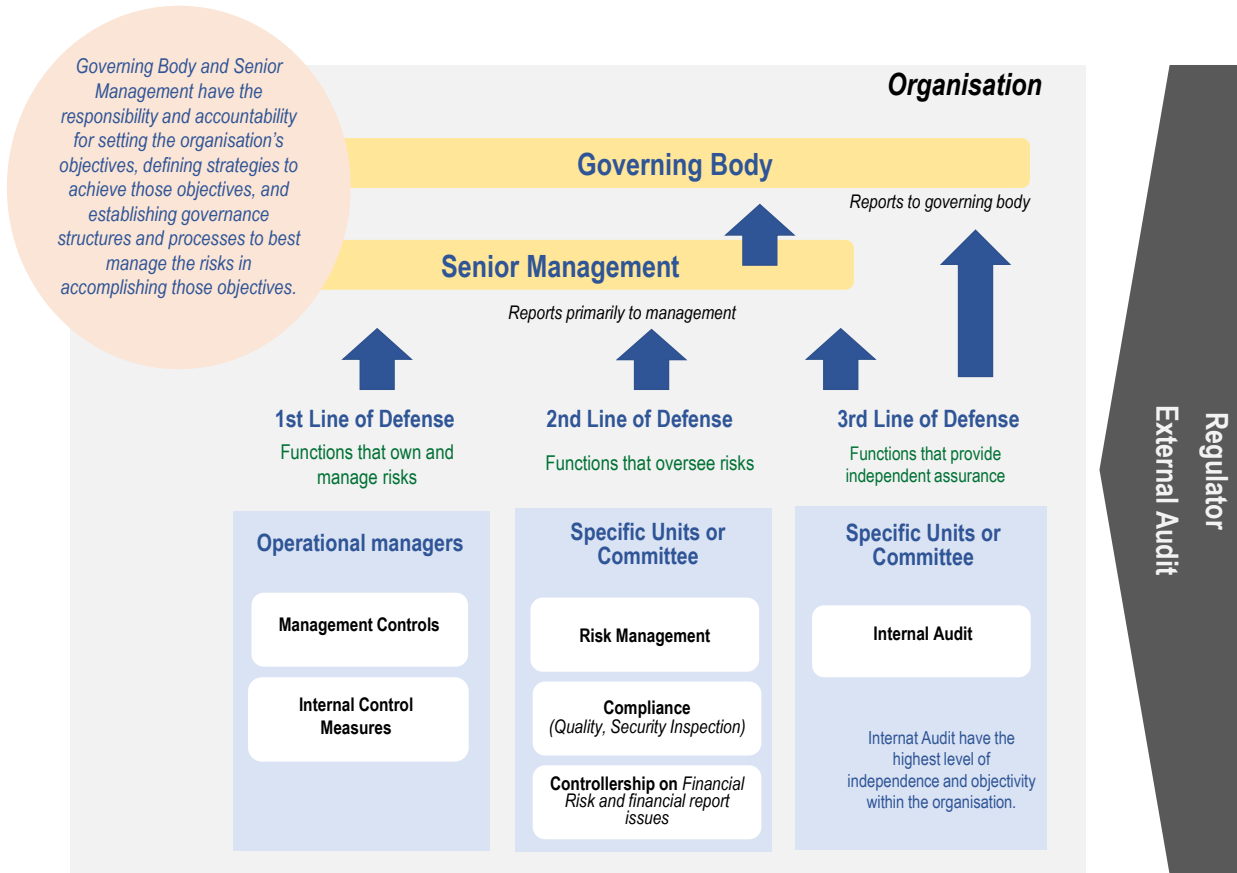 Governing Body and Senior
Management have the
responsibility and accountability
for setting the organisation's
objectives, defining strategies to
achieve those objectives, and
establishing governance
structures and processes to best
manage the risks in
accomplishing those objectives.
Organisation
Governing Body
Reports to governing body
Senior Management
Reports primarily to management
1st Line of Defense
Functions that own and
manage risks
Operational managers
Management Controls
Internal Control
Measures
2nd Line of Defense
Functions that oversee risks
Specific Units or
Committee
Risk Management
Compliance
(Quality, Security Inspection)
Controllership on Financial
Risk and financial report
issues
3rd Line of Defense
Functions that provide
independent assurance
Specific Units or
Committee
Internal Audit
Internat Audit have the
highest level of
independence and objectivity
within the organisation.
Regulator
External Audit